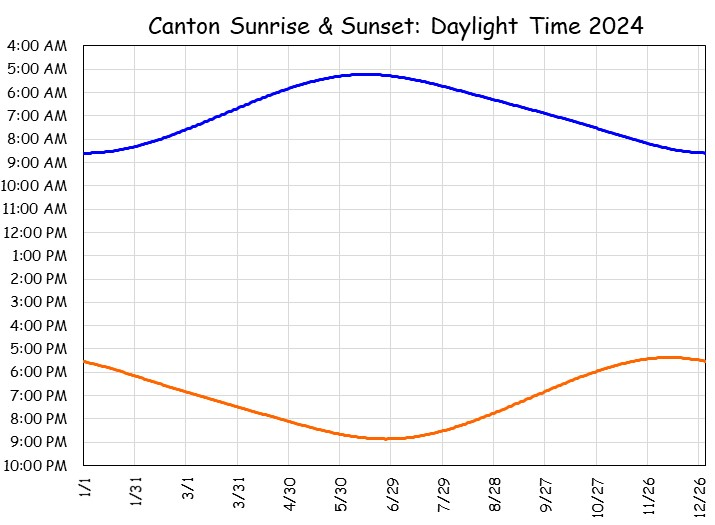 Canton Sunrise & Sunset: Daylight Time 2024
4:00 AM
5:00 AM
6:00 AM
7:00 AM
8:00 AM
9:00 AM
10:00 AM
11:00 AM
12:00 PM
1:00 PM
2:00 PM
3:00 PM
4:00 PM
5:00 PM
6:00 PM
7:00 PM
8:00 PM
9:00 PM
10:00 PM
1/1
1/31
3/1
3/31
4/30
5/30
6/29
7/29
8/28
9/27
10/27
11/26
12/26